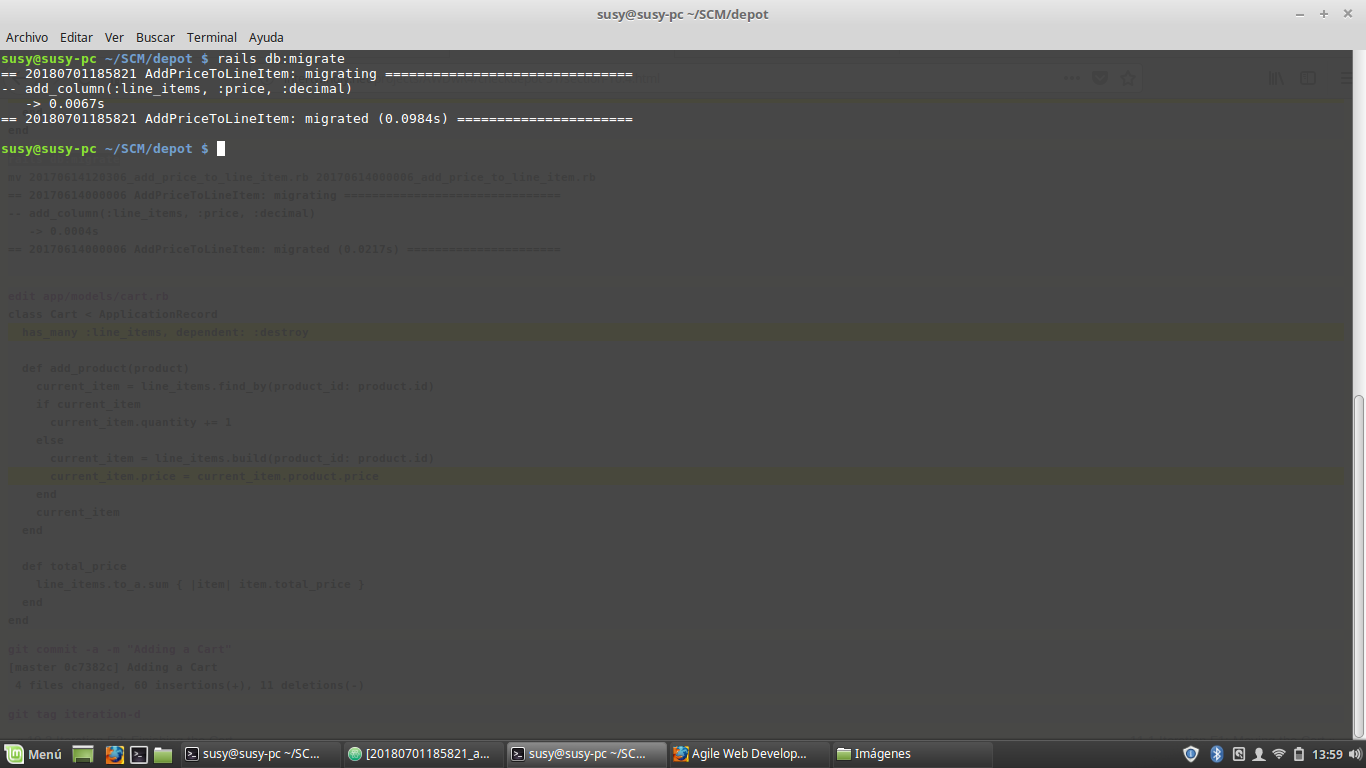 susy@susy-pc ~/SCM/depot
Archivo Editar Ver Buscar Terminal Ayuda
susy@susy-pc ~/SCM/depot $ rails db:migrate
== 20180701185821 AddPriceToLineItem: migrating ===============================
-- add_column(:line_items, :price, :decimal)
   -> 0.0067s
== 20180701185821 AddPriceToLineItem: migrated (0.0984s) ======================
end
susy@susy-pc ~/SCM/depot $
mv 20170614120306_add_price_to_line_item.rb 20170614000006_add_price_to_line_item.rb
== 20170614000006 AddPriceToLineItem: migrating ===============================
-- add_column(:line_items, :price, :decimal)
   -> 0.0004s
== 20170614000006 AddPriceToLineItem: migrated (0.0217s) ======================
edit app/models/cart.rb
class Cart < ApplicationRecord
  has_many :line_items, dependent: :destroy
  def add_product(product)
    current_item = line_items.find_by(product_id: product.id)
    if current_item
      current_item.quantity += 1
    else
      current_item = line_items.build(product_id: product.id)
      current_item.price = current_item.product.price
    end
    current_item
  end
  def total_price
    line_items.to_a.sum { |item| item.total_price }
  end
end
git commit -a -m "Adding a Cart"
[master 0c7382c] Adding a Cart
 4 files changed, 60 insertions(+), 11 deletions(-)
git tag iteration-d
Menú susy@susy-pc ~/SC... [20180701185821_a... susy@susy-pc ~/SC... Agile Web Develop... Imágenes 13:59